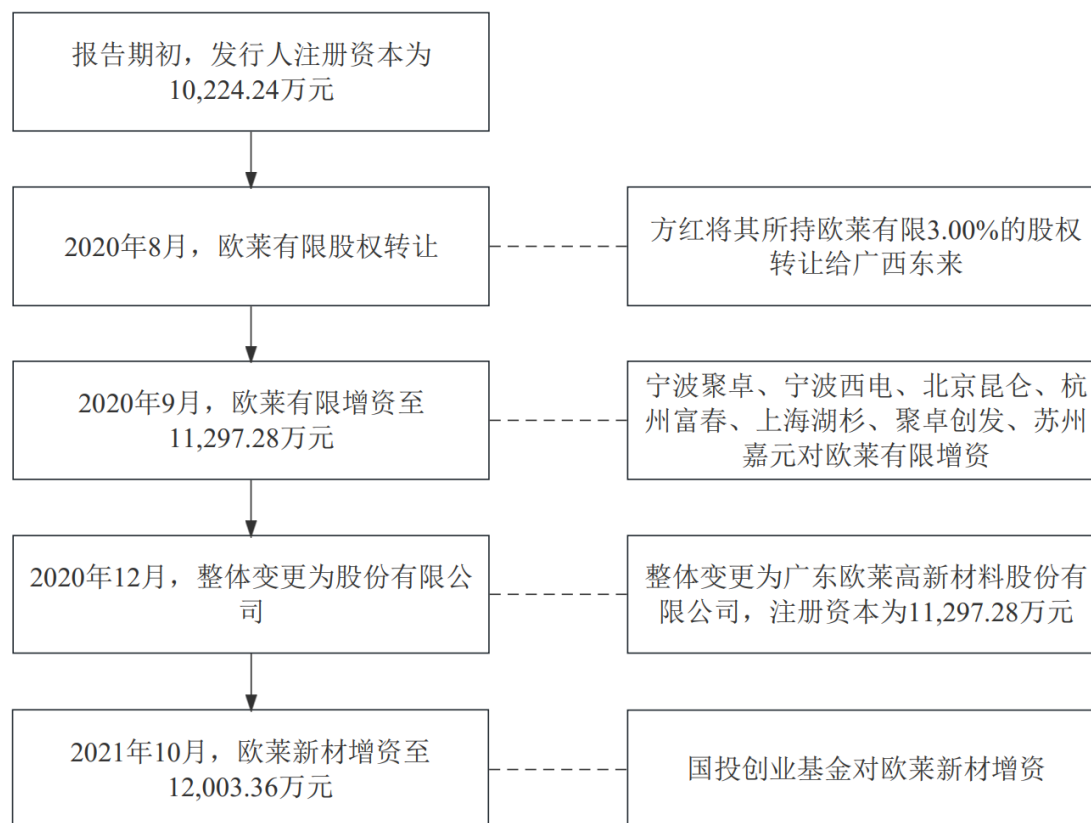 报告期初，发行人注册资本为
10,224.24万元
2020年8月，欧莱有限股权转让
方红将其所持欧莱有限3.00%的股权
转让给广西东来
2020年9月，欧莱有限增资至
11,297.28万元
宁波聚卓、宁波西电、北京昆仑、杭
州富春、上海湖杉、聚卓创发、苏州
嘉元对欧莱有限增资
2020年12月，整体变更为股份有限公
司
整体变更为广东欧莱高新材料股份有
限公司，注册资本为11,297.28万元
2021年10月，欧莱新材增资至
12,003.36万元
国投创业基金对欧莱新材增资